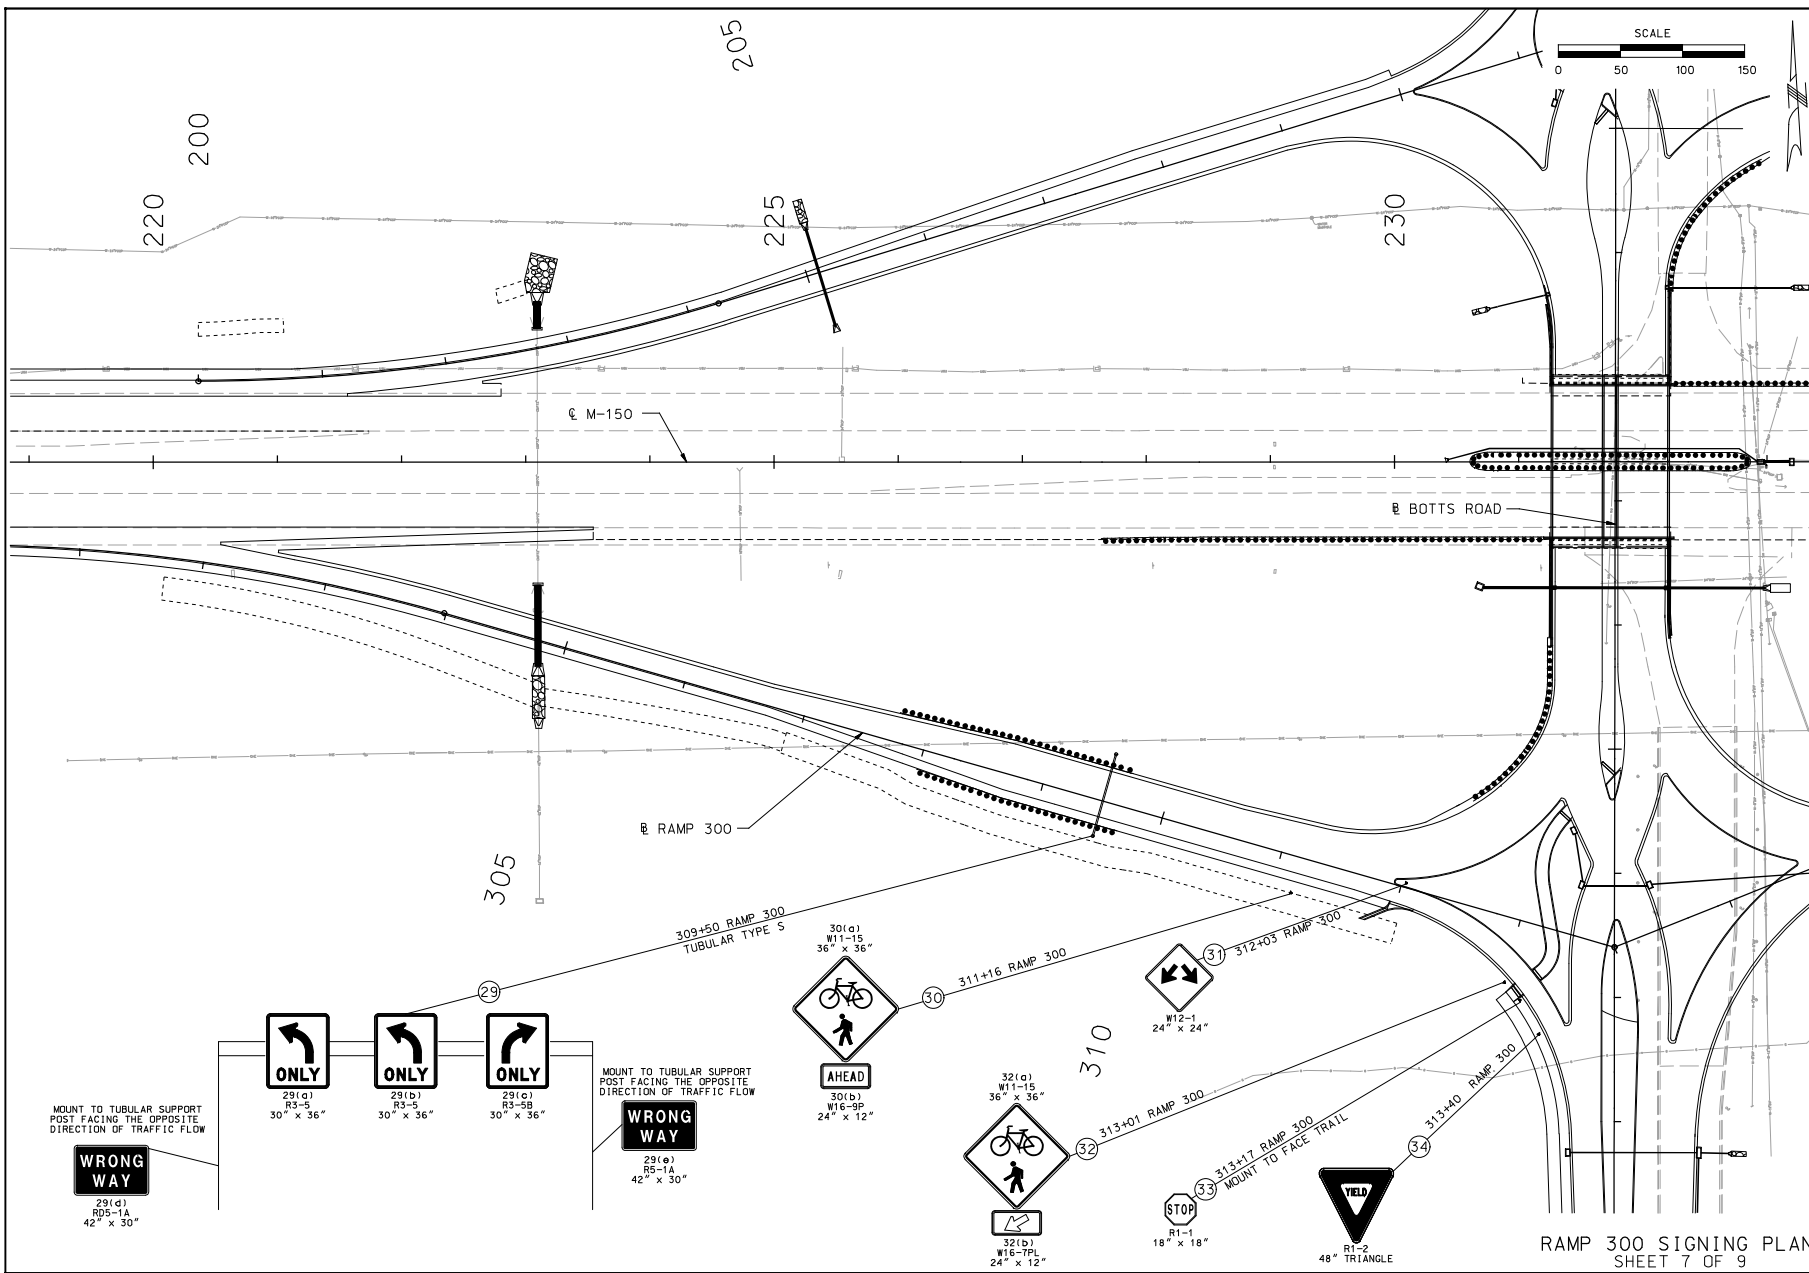 205
SCALE
0 50 100 150
200
220
225
230
℄ M-150
BOTTS ROAD
RAMP 300
305
309+50 RAMP 300
TUBULAR TYPE S
29
ONLY
29(a)
R3-5
30" x 36"
ONLY
29(b)
R3-5
30" x 36"
ONLY
29(c)
R3-5B
30" x 36"
MOUNT TO TUBULAR SUPPORT
POST FACING THE OPPOSITE
DIRECTION OF TRAFFIC FLOW
WRONG
WAY
29(d)
RD5-1A
42" x 30"
MOUNT TO TUBULAR SUPPORT
POST FACING THE OPPOSITE
DIRECTION OF TRAFFIC FLOW
WRONG
WAY
29(e)
R5-1A
42" x 30"
30(a)
W11-15
36" x 36"
30
311+16 RAMP 300
AHEAD
30(b)
W16-9P
24" x 12"
31
312+03 RAMP 300
W12-1
24" x 24"
310
32(a)
W11-15
36" x 36"
32
313+01 RAMP 300
32(b)
W16-7PL
24" x 12"
33
313+17 RAMP 300
MOUNT TO FACE TRAIL
STOP
R1-1
18" x 18"
34
313+40 RAMP 300
YIELD
R1-2
48" TRIANGLE
RAMP 300 SIGNING PLAN
SHEET 7 OF 9